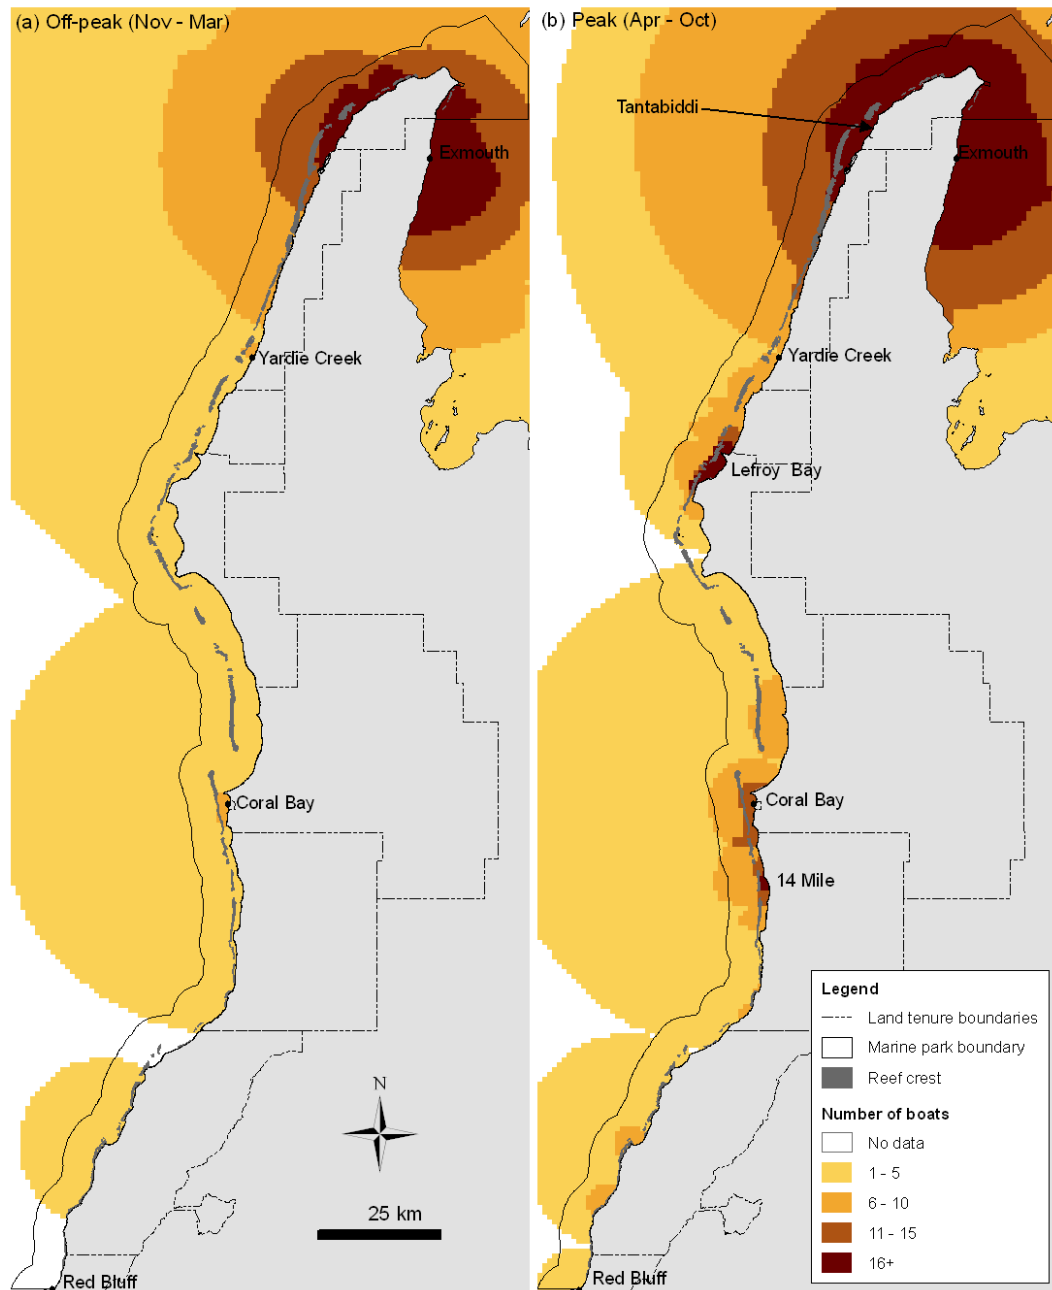 (a) Off-peak (Nov - Mar)
Exmouth
Yardie Creek
Coral Bay
N
25 km
Red Bluff
(b) Peak (Apr - Oct)
Tantabiddi
Exmouth
Yardie Creek
Lefroy Bay
Coral Bay
14 Mile
Red Bluff
Legend
Land tenure boundaries
Marine park boundary
Reef crest
Number of boats
No data
1 - 5
6 - 10
11 - 15
16+